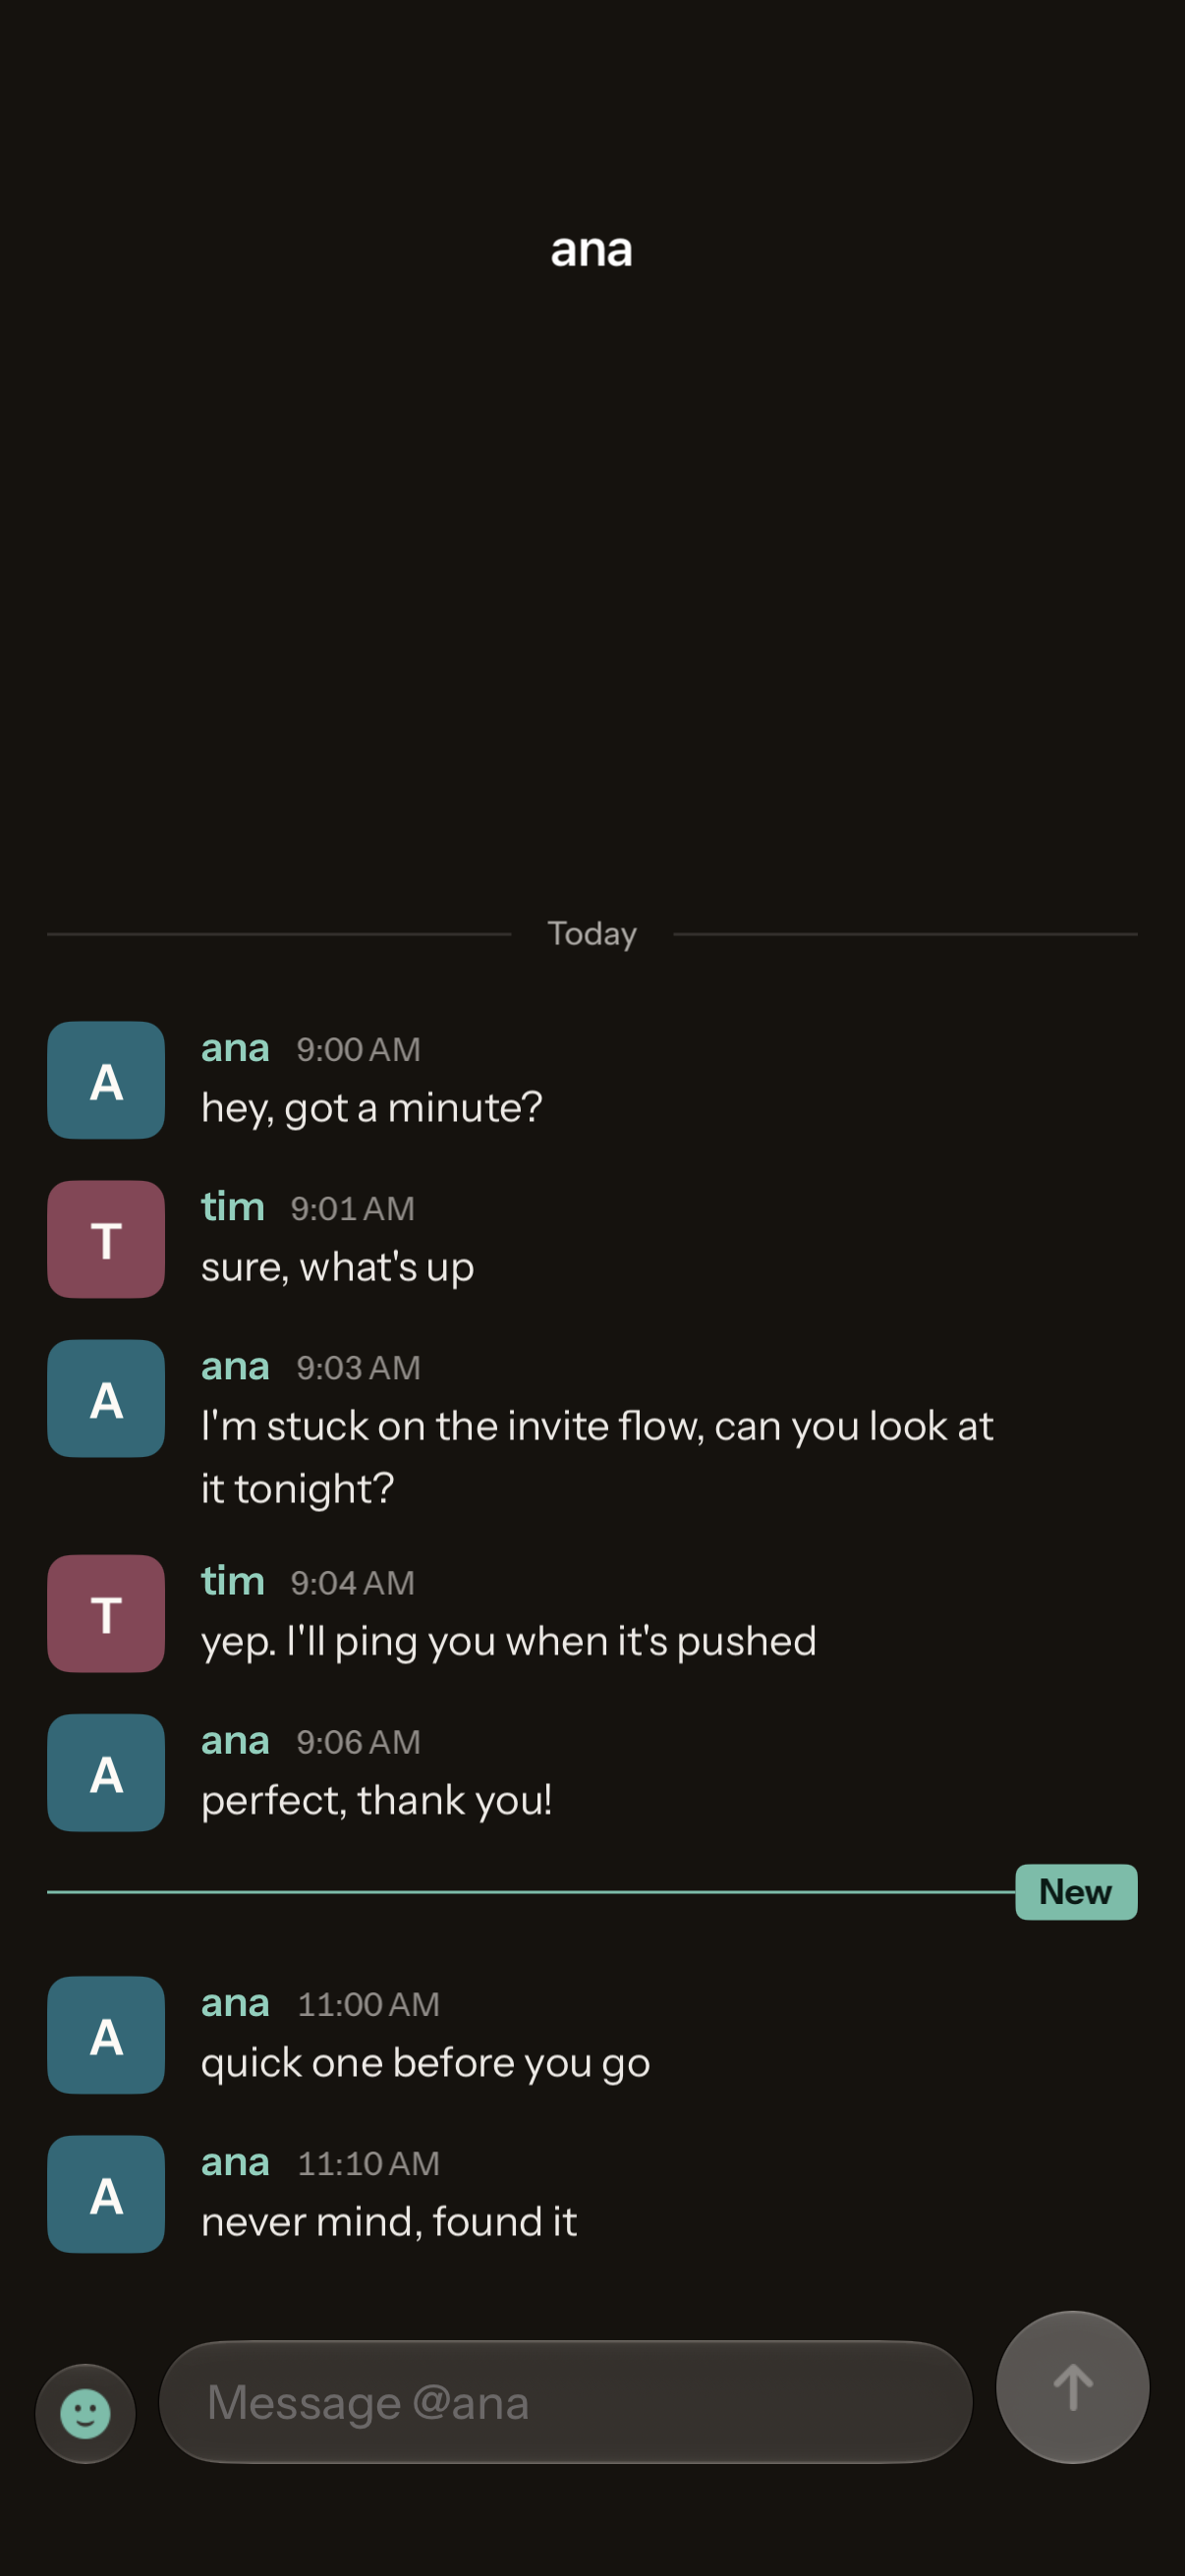 ana
Today
A
ana 9:00 AM
hey, got a minute?
T
tim 9:01 AM
sure, what's up
A
ana 9:03 AM
I'm stuck on the invite flow, can you look at
it tonight?
T
tim 9:04 AM
yep. I'll ping you when it's pushed
A
ana 9:06 AM
perfect, thank you!
New
A
ana 11:00 AM
quick one before you go
A
ana 11:10 AM
never mind, found it
Message @ana